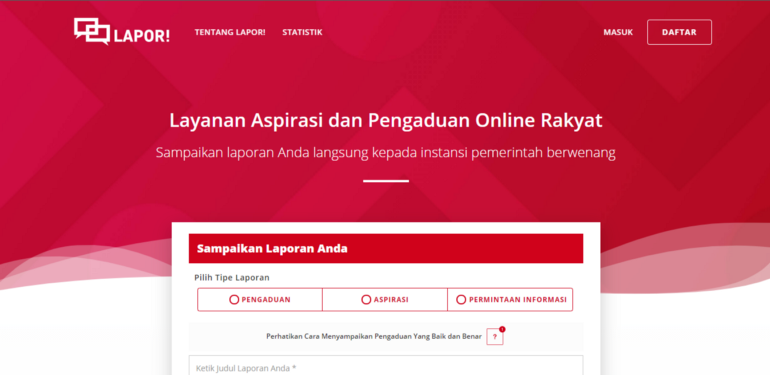 LAPOR!
TENTANG LAPOR! STATISTIK MASUK DAFTAR
Layanan Aspirasi dan Pengaduan Online Rakyat
Sampaikan laporan Anda langsung kepada instansi pemerintah berwenang
Sampaikan Laporan Anda
Pilih Tipe Laporan
PENGADUAN ASPIRASI PERMINTAAN INFORMASI
Perhatikan Cara Menyampaikan Pengaduan Yang Baik dan Benar ?
Ketik Judul Laporan Anda *